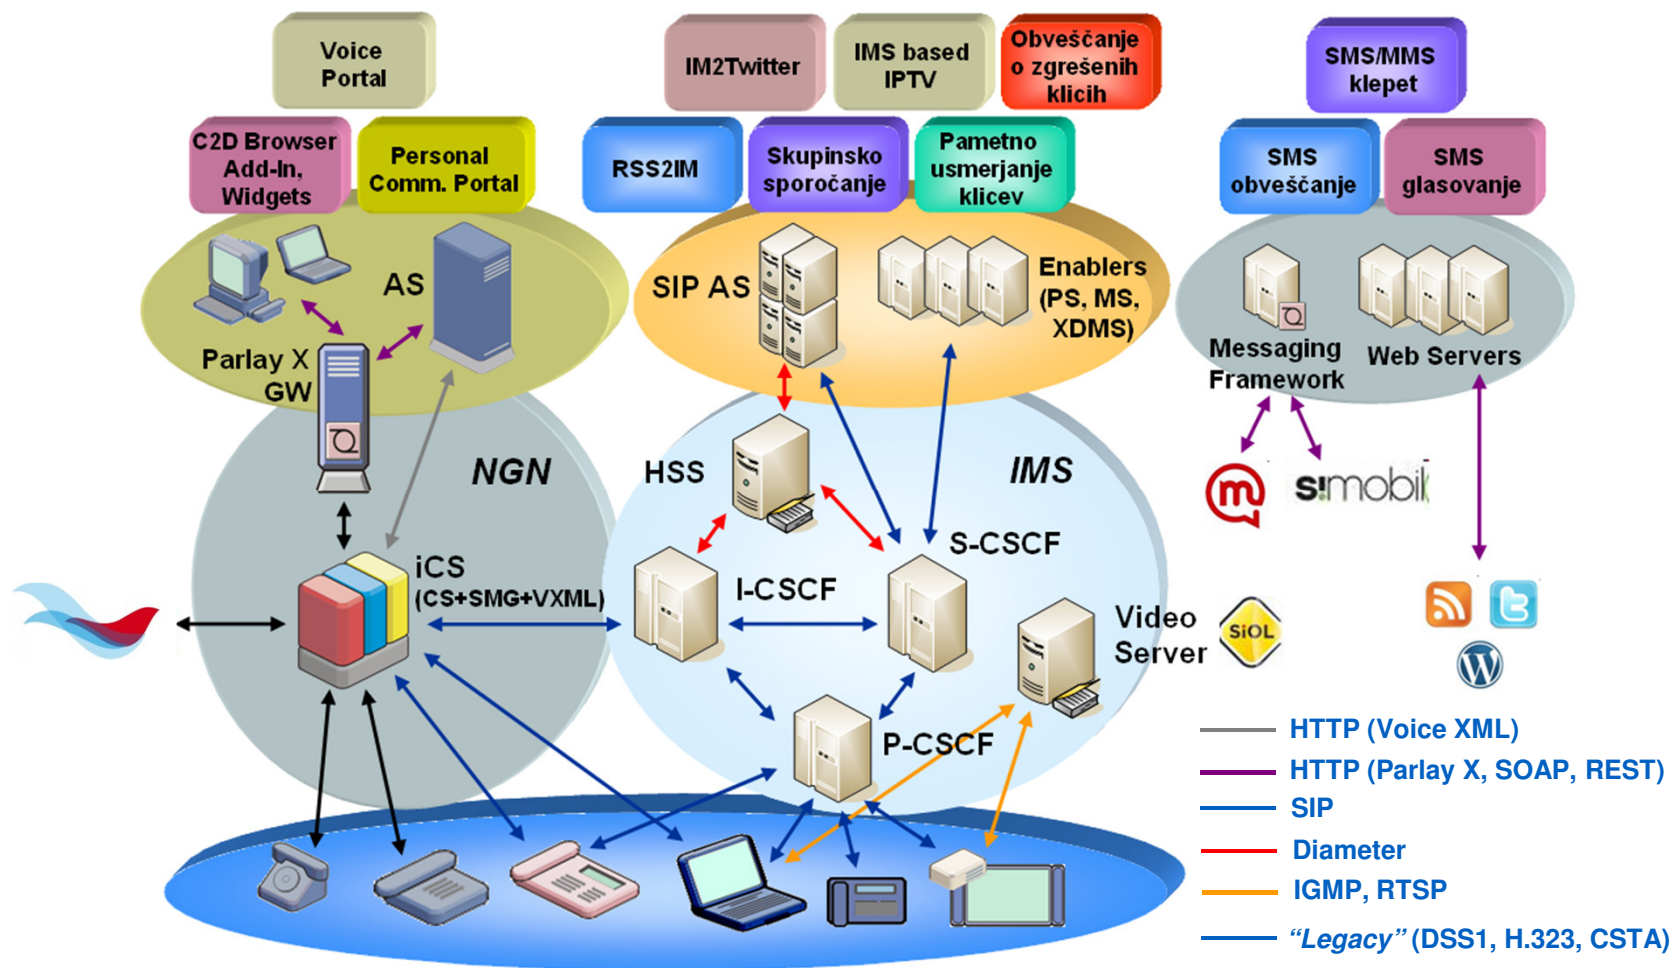 Voice
Portal
IM2Twitter
IMS based
IPTV
Obveščanje
o zgrešenih
klicih
SMS/MMS
klepet
C2D Browser
Add-In,
Widgets
Personal
Comm. Portal
RSS2IM
Skupinsko
sporočanje
Pametno
usmerjanje
klicev
SMS
obveščanje
SMS
glasovanje
AS
Parlay X
GW
SIP AS
Enablers
(PS, MS,
XDMS)
Messaging
Framework
Web Servers
NGN
HSS
IMS
m
s!mobil
iCS
(CS+SMG+VXML)
I-CSCF
S-CSCF
Video
Server
SiOL
P-CSCF
HTTP (Voice XML)
HTTP (Parlay X, SOAP, REST)
SIP
Diameter
IGMP, RTSP
“Legacy” (DSS1, H.323, CSTA)